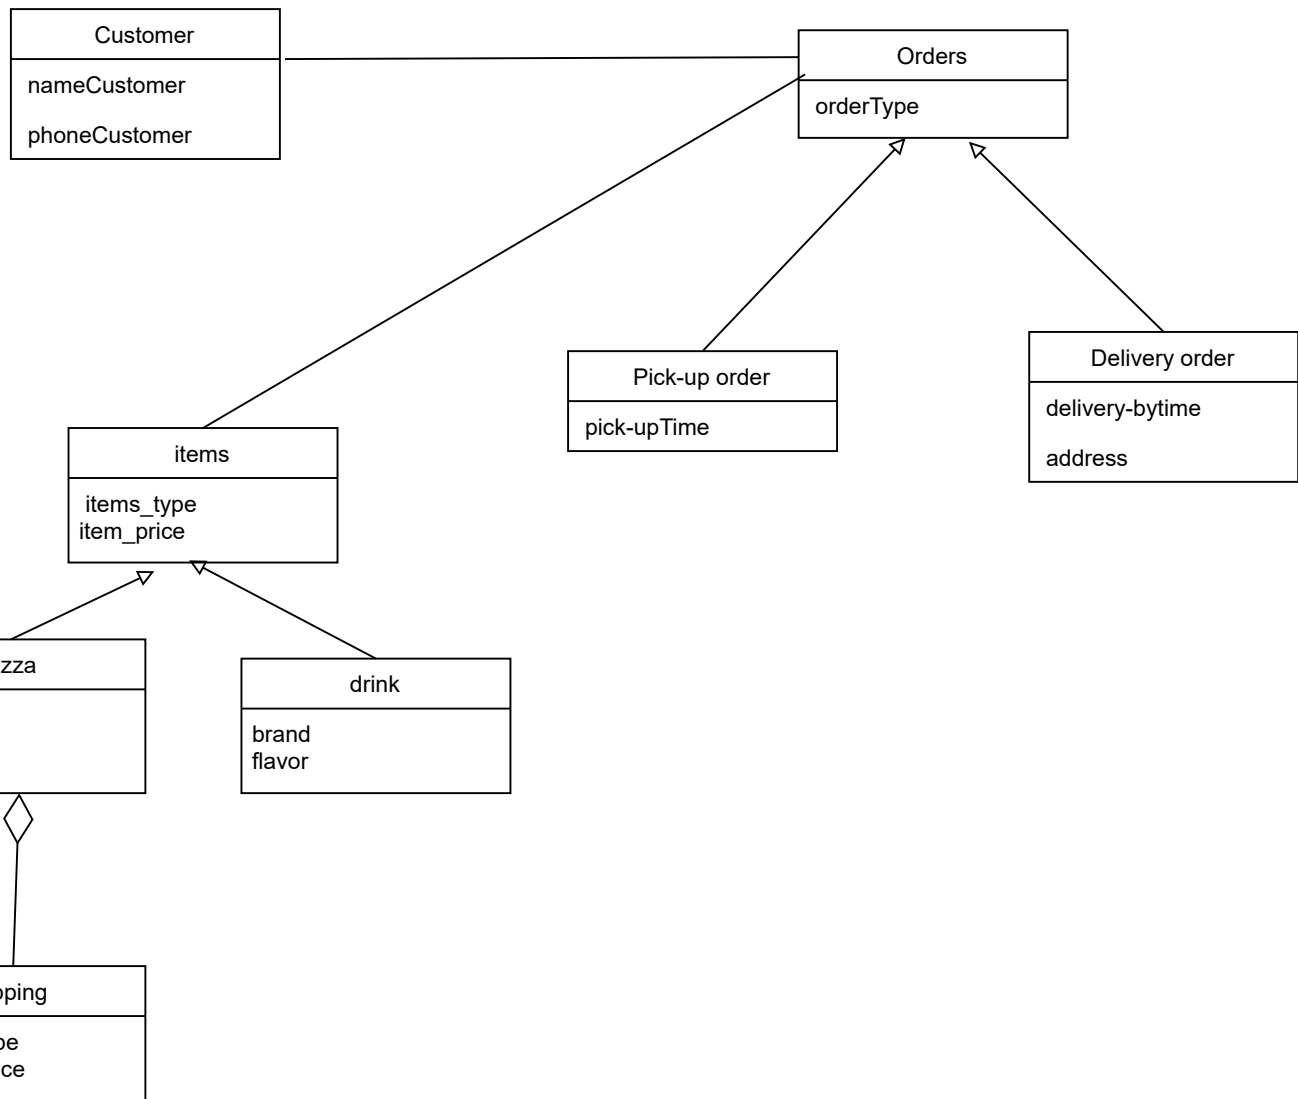 Customer
nameCustomer
phoneCustomer
Orders
orderType
Pick-up order
pick-upTime
Delivery order
delivery-bytime
address
items
items_type
item_price
zza
drink
brand
flavor
ping
pe
ce